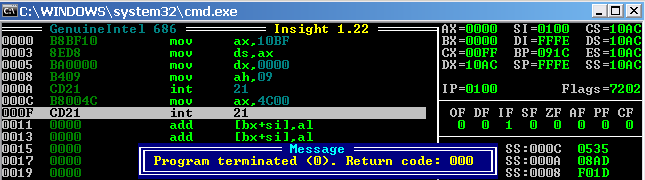 C:\WINDOWS\system32\cmd.exe
GenuineIntel 686 Insight 1.22
0000 B8BF10 mov ax,10BF
0003 8ED8 mov ds,ax
0005 BA0000 mov dx,0000
0008 B409 mov ah,09
000A CD21 int 21
000C B8004C mov ax,4C00
000F CD21 int 21
0011 0000 add [bx+si],al
0013 0000 add [bx+si],al
0015 0000
0017 0000
0019 0000
Message
Program terminated (0). Return code: 000
AX=0000 SI=0100 CS=10AC
BX=0000 DI=FFFE DS=10AC
CX=00FF BP=091C ES=10AC
DX=10AC SP=FFFE SS=10AC
IP=0100 Flags=7202
OF DF IF SF ZF AF PF CF
0 0 1 0 0 0 0 0
SS:000C 0535
SS:000A 08AD
SS:0008 F01D